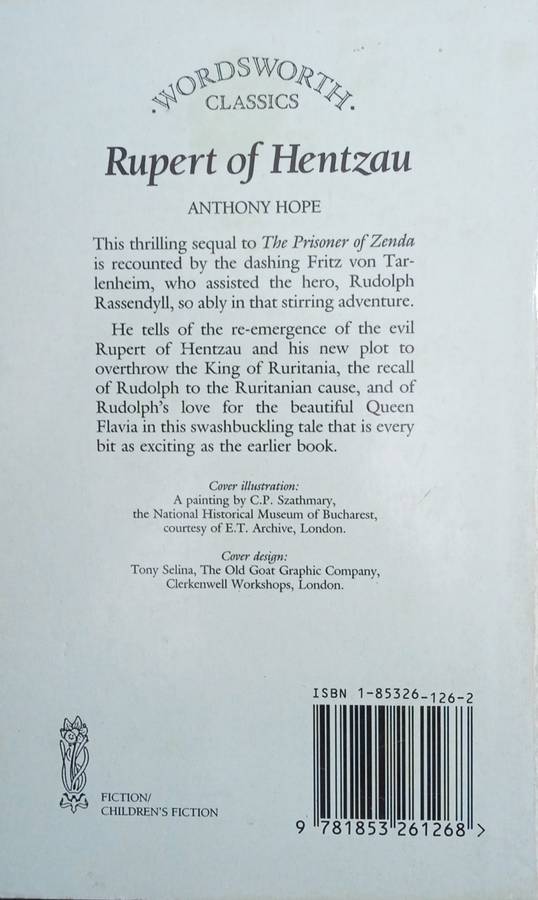 ·WORDSWORTH·
CLASSICS
Rupert of Hentzau
ANTHONY HOPE
This thrilling sequal to The Prisoner of Zenda
is recounted by the dashing Fritz von Tar-
lenheim, who assisted the hero, Rudolph
Rassendyll, so ably in that stirring adventure.
He tells of the re-emergence of the evil
Rupert of Hentzau and his new plot to
overthrow the King of Ruritania, the recall
of Rudolph to the Ruritanian cause, and of
Rudolph's love for the beautiful Queen
Flavia in this swashbuckling tale that is every
bit as exciting as the earlier book.
Cover illustration:
A painting by C.P. Szathmary,
the National Historical Museum of Bucharest,
courtesy of E.T. Archive, London.
Cover design:
Tony Selina, The Old Goat Graphic Company,
Clerkenwell Workshops, London.
ISBN 1-85326-126-2
9 781853 261268 >
W
FICTION/
CHILDREN'S FICTION